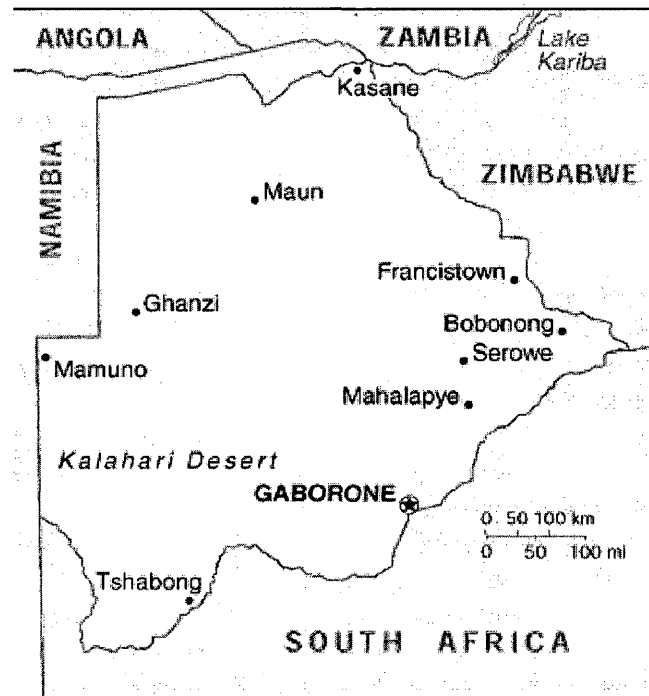 ANGOLA
ZAMBIA
Lake
Kariba
Kasane
NAMIBIA
ZIMBABWE
Maun
Francistown
Ghanzi
Bobonong
Serowe
Mamuno
Mahalapye
Kalahari Desert
GABORONE
0 50 100 km
0 50 100 mi
Tshabong
SOUTH AFRICA